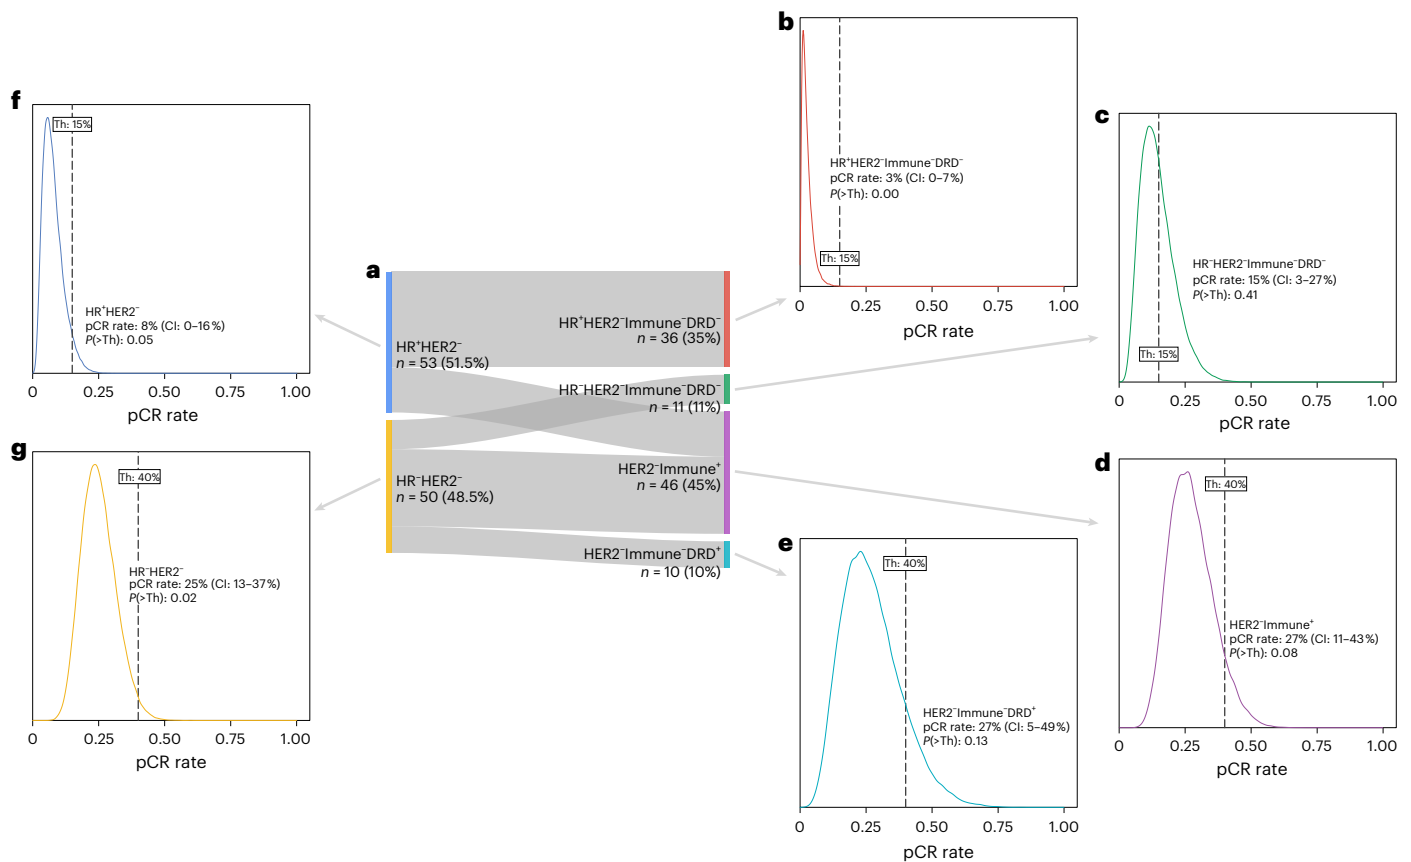 a
HR⁺HER2⁻
n = 53 (51.5%)
HR⁻HER2⁻
n = 50 (48.5%)
HR⁺HER2⁻Immune⁻DRD⁻
n = 36 (35%)
HR⁻HER2⁻Immune⁻DRD⁻
n = 11 (11%)
HER2⁻Immune⁺
n = 46 (45%)
HER2⁻Immune⁻DRD⁺
n = 10 (10%)
b
HR⁺HER2⁻Immune⁻DRD⁻
pCR rate: 3% (CI: 0–7%)
P(>Th): 0.00
Th: 15%
0 0.25 0.50 0.75 1.00
pCR rate
c
HR⁻HER2⁻Immune⁻DRD⁻
pCR rate: 15% (CI: 3–27%)
P(>Th): 0.41
Th: 15%
0 0.25 0.50 0.75 1.00
pCR rate
d
Th: 40%
HER2⁻Immune⁺
pCR rate: 27% (CI: 11–43%)
P(>Th): 0.08
0 0.25 0.50 0.75 1.00
pCR rate
e
Th: 40%
HER2⁻Immune⁻DRD⁺
pCR rate: 27% (CI: 5–49%)
P(>Th): 0.13
0 0.25 0.50 0.75 1.00
pCR rate
f
Th: 15%
HR⁺HER2⁻
pCR rate: 8% (CI: 0–16%)
P(>Th): 0.05
0 0.25 0.50 0.75 1.00
pCR rate
g
Th: 40%
HR⁻HER2⁻
pCR rate: 25% (CI: 13–37%)
P(>Th): 0.02
0 0.25 0.50 0.75 1.00
pCR rate